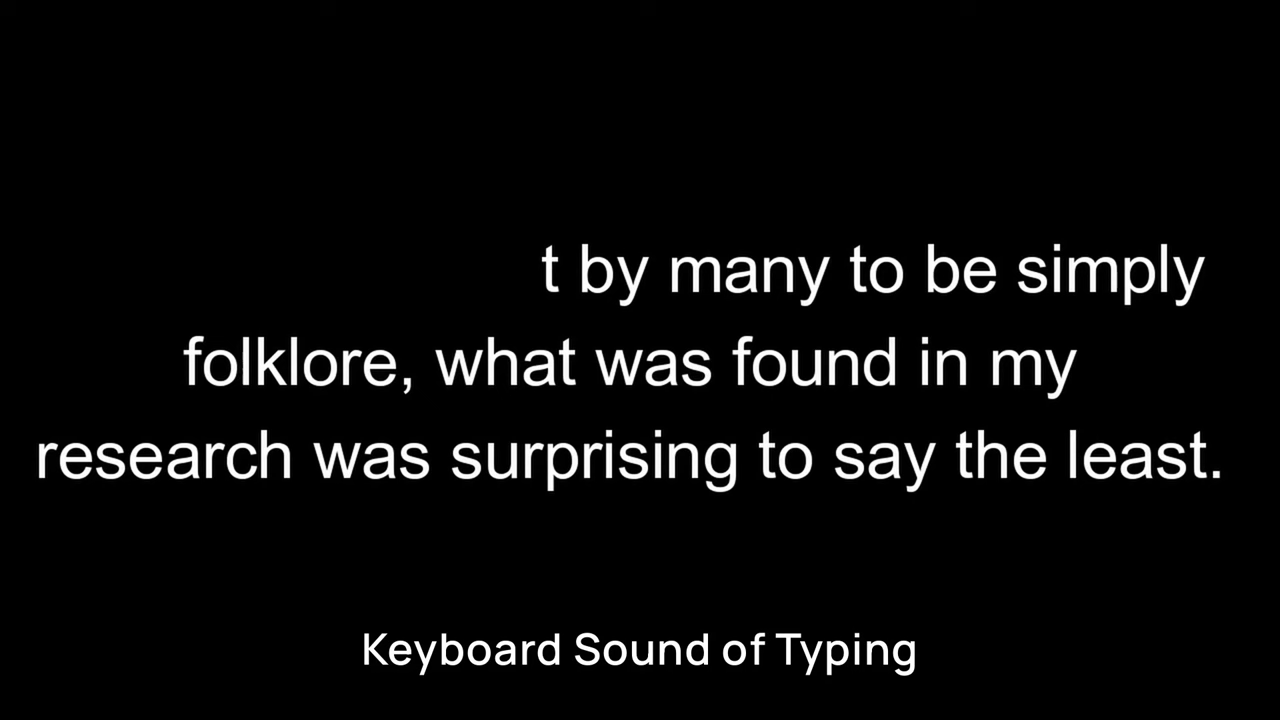 t by many to be simply
folklore, what was found in my
research was surprising to say the least.
Keyboard Sound of Typing